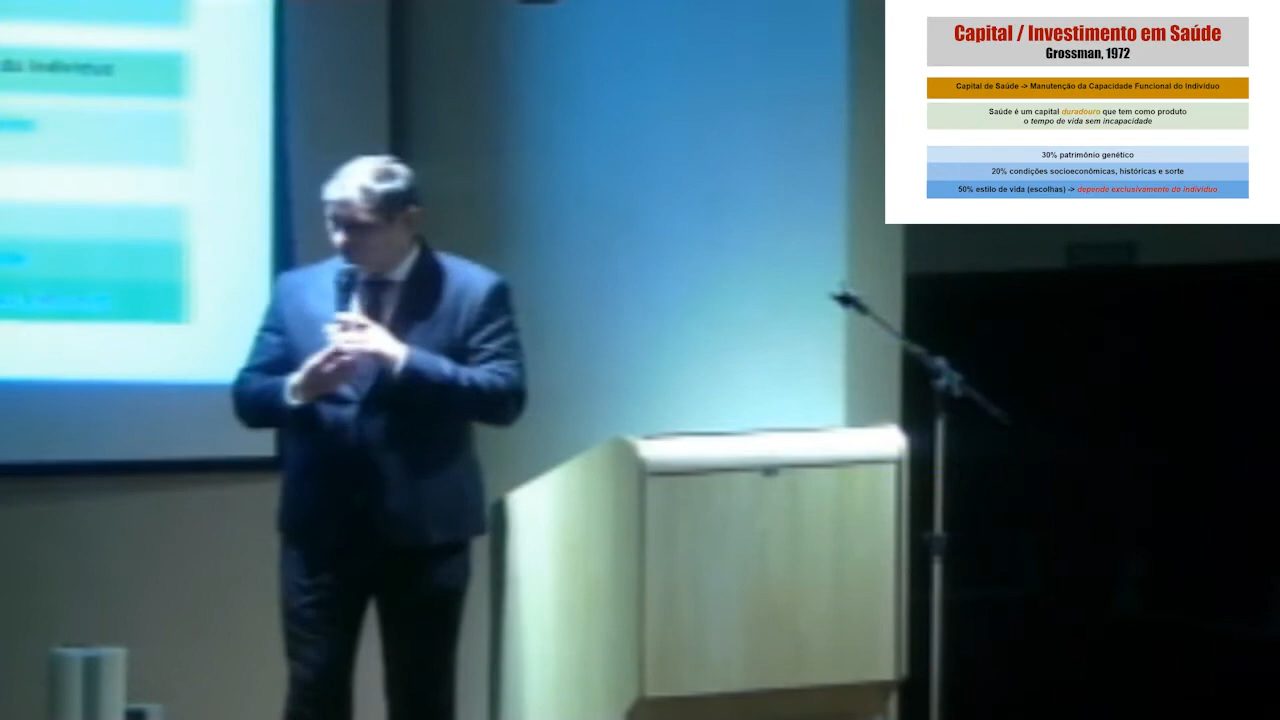 Capital / Investimento em Saúde
Grossman, 1972
Capital de Saúde -> Manutenção da Capacidade Funcional do Indivíduo
Saúde é um capital duradouro que tem como produto
o tempo de vida sem incapacidade
30% patrimônio genético
20% condições socioeconômicas, históricas e sorte
50% estilo de vida (escolhas) -> depende exclusivamente do indivíduo